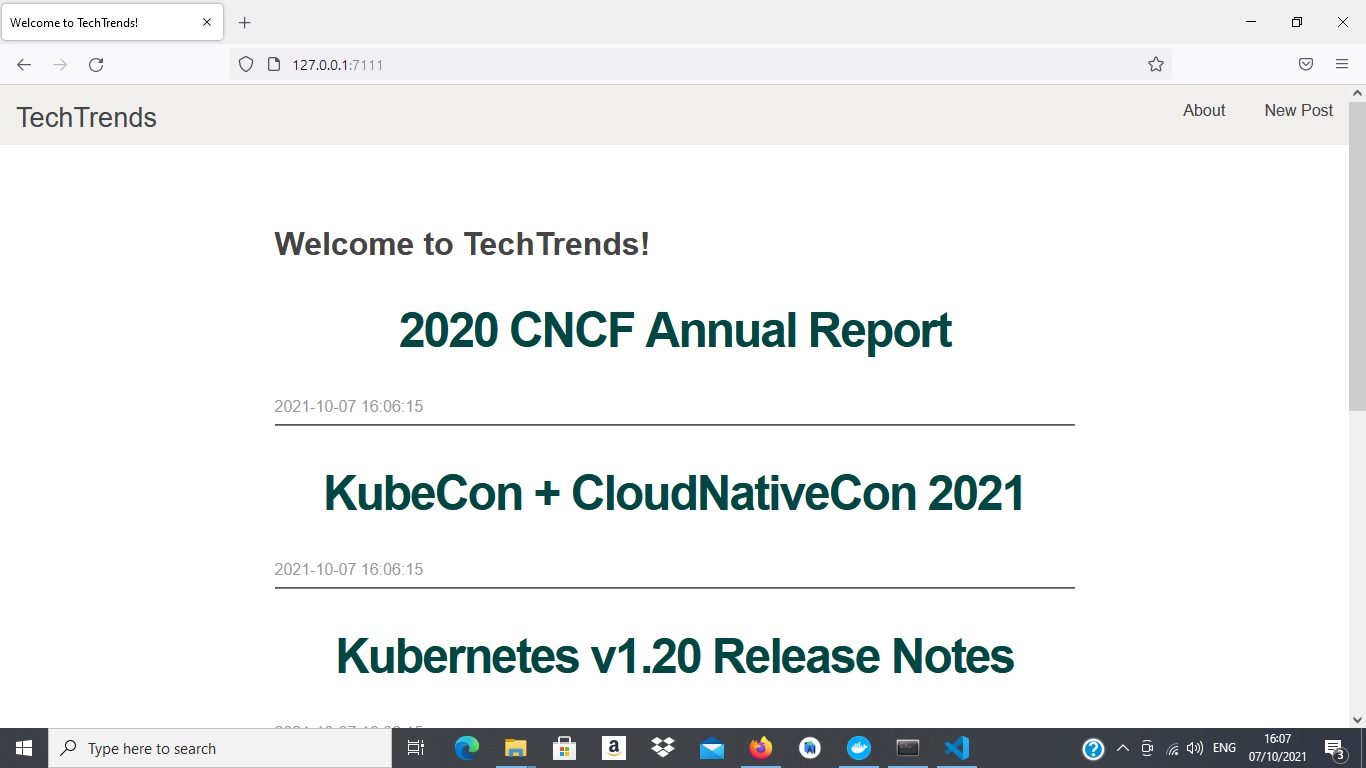 Welcome to TechTrends!
127.0.0.1:7111
TechTrends
About
New Post
Welcome to TechTrends!
2020 CNCF Annual Report
2021-10-07 16:06:15
KubeCon + CloudNativeCon 2021
2021-10-07 16:06:15
Kubernetes v1.20 Release Notes
Type here to search
a
ENG
16:07
07/10/2021
3